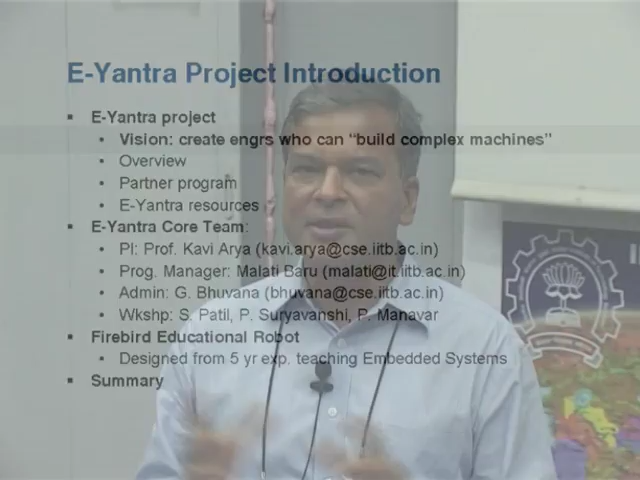 E-Yantra Project Introduction
E-Yantra project
Vision: create engrs who can “build complex machines”
Overview
Partner program
E-Yantra resources
E-Yantra Core Team:
PI: Prof. Kavi Arya (kavi.arya@cse.iitb.ac.in)
Prog. Manager: Malati Baru (malati@it.iitb.ac.in)
Admin: G. Bhuvana (bhuvana@cse.iitb.ac.in)
Wkshp: S. Patil, P. Suryavanshi, P. Manavar
Firebird Educational Robot
Designed from 5 yr exp. teaching Embedded Systems
Summary